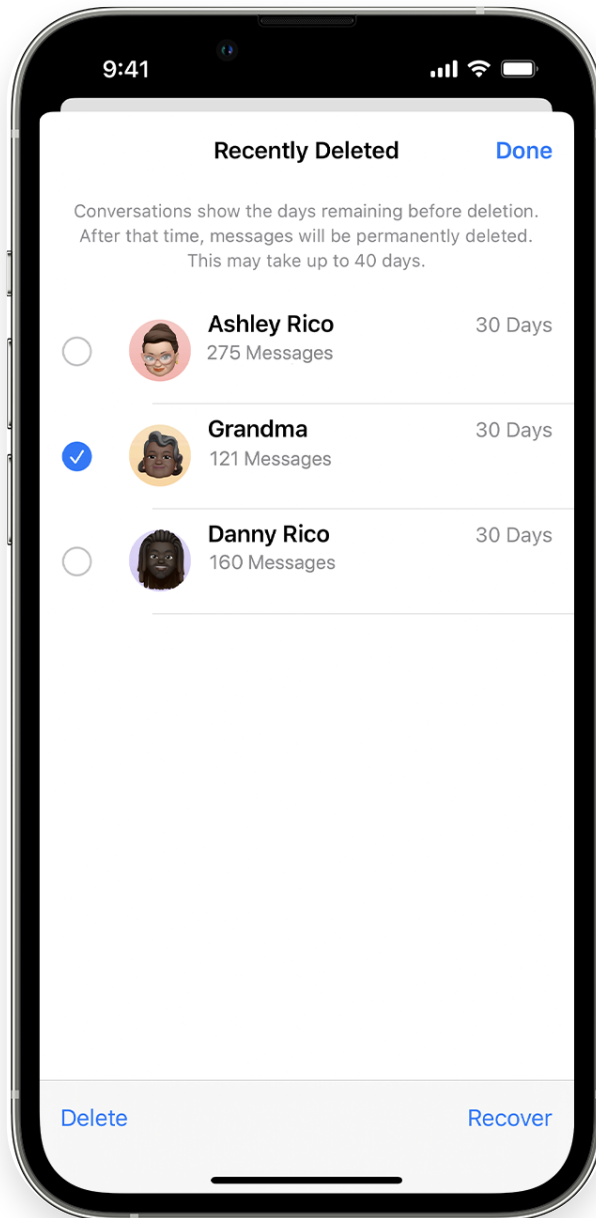 9:41
Recently Deleted
Done
Conversations show the days remaining before deletion.
After that time, messages will be permanently deleted.
This may take up to 40 days.
Ashley Rico
30 Days
275 Messages
Grandma
30 Days
121 Messages
Danny Rico
30 Days
160 Messages
Delete
Recover